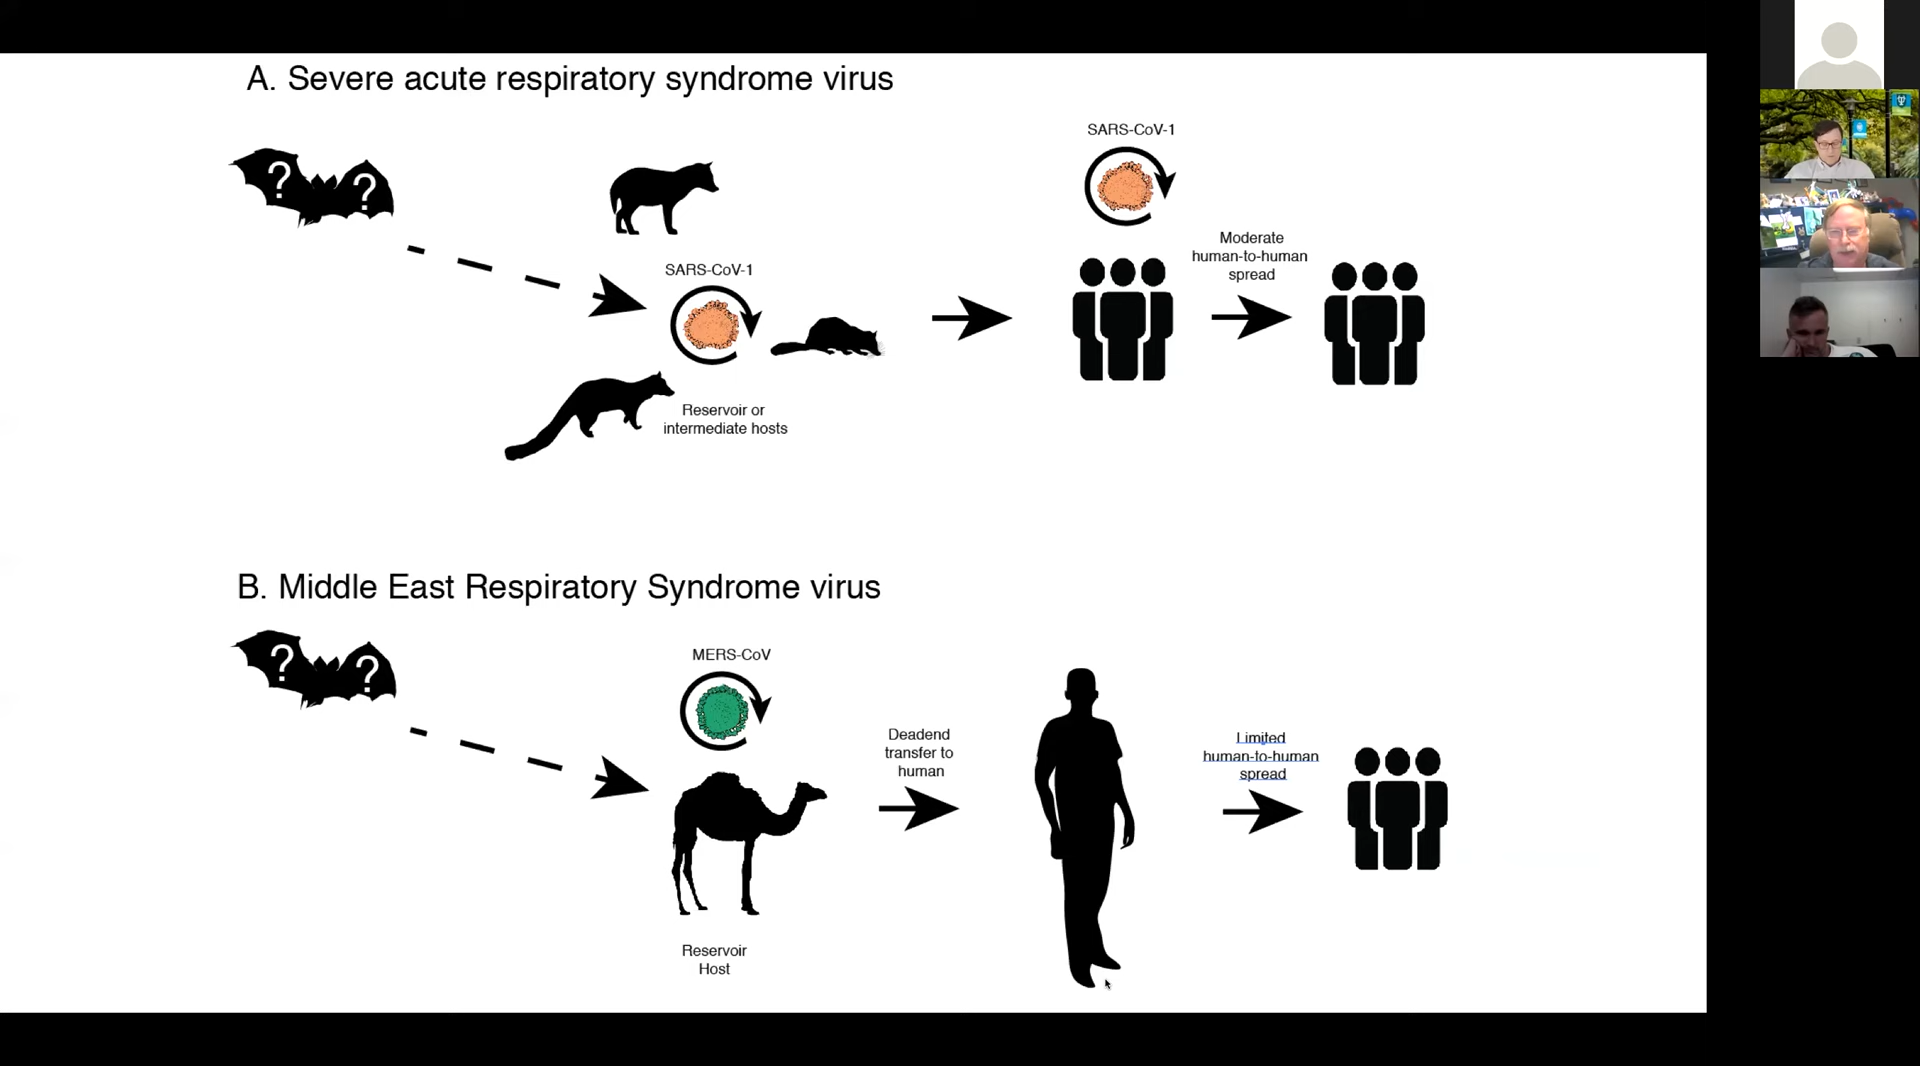 A. Severe acute respiratory syndrome virus
? ?
SARS-CoV-1
Reservoir or
intermediate hosts
SARS-CoV-1
Moderate
human-to-human
spread
B. Middle East Respiratory Syndrome virus
? ?
MERS-CoV
Reservoir
Host
Deadend
transfer to
human
Limited
human-to-human
spread